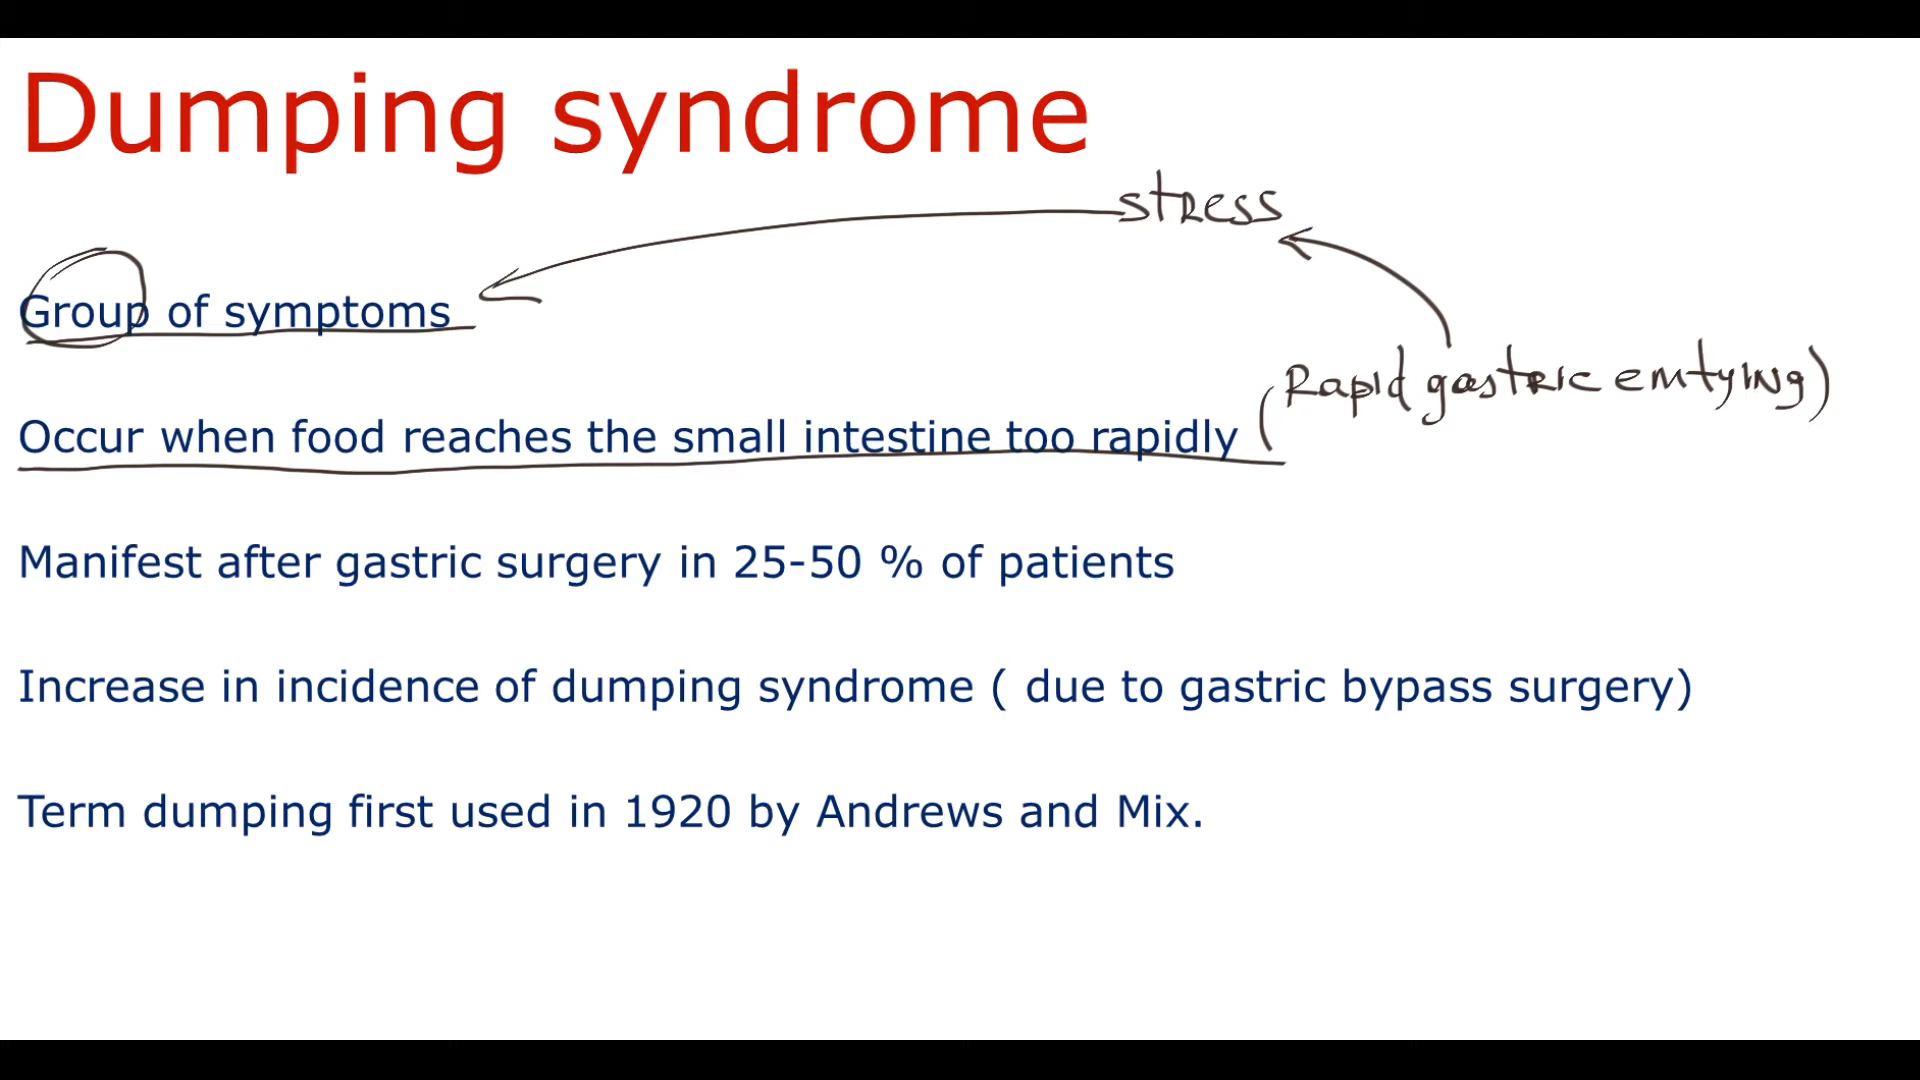 Dumping syndrome
stress
Group of symptoms
(Rapid gastric emtying)
Occur when food reaches the small intestine too rapidly
Manifest after gastric surgery in 25-50 % of patients
Increase in incidence of dumping syndrome ( due to gastric bypass surgery)
Term dumping first used in 1920 by Andrews and Mix.